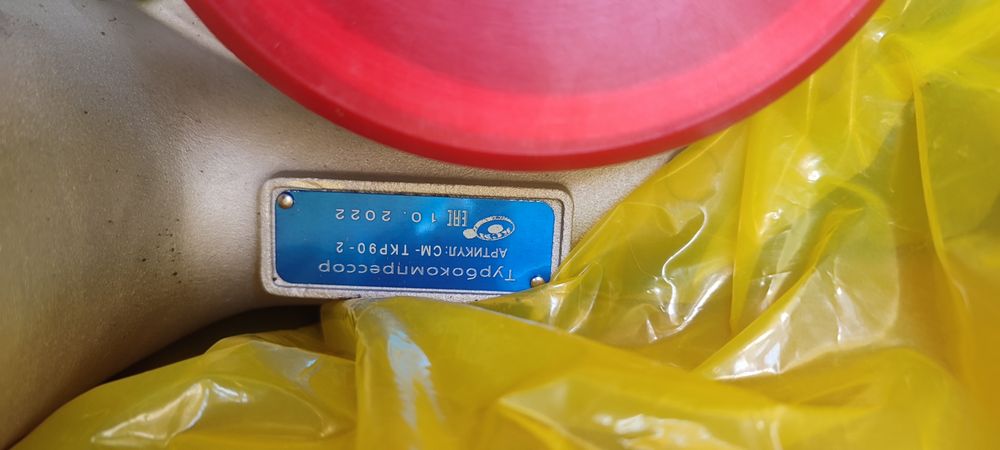 Турбокомпрессор
АРТИКУЛ: СМ-ТКР90-2
EAC 10.2022